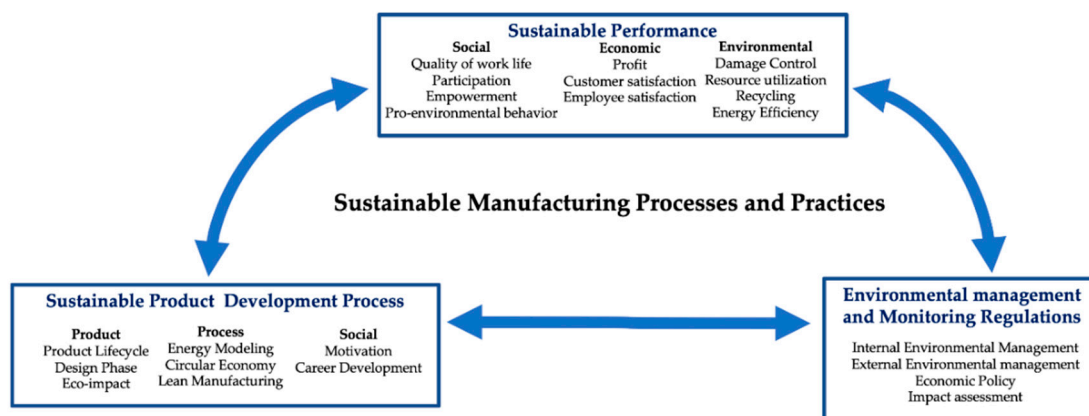 Sustainable Performance
Social
Quality of work life
Participation
Empowerment
Pro-environmental behavior
Economic
Profit
Customer satisfaction
Employee satisfaction
Environmental
Damage Control
Resource utilization
Recycling
Energy Efficiency
Sustainable Manufacturing Processes and Practices
Sustainable Product Development Process
Product
Product Lifecycle
Design Phase
Eco-impact
Process
Energy Modeling
Circular Economy
Lean Manufacturing
Social
Motivation
Career Development
Environmental management
and Monitoring Regulations
Internal Environmental Management
External Environmental management
Economic Policy
Impact assessment